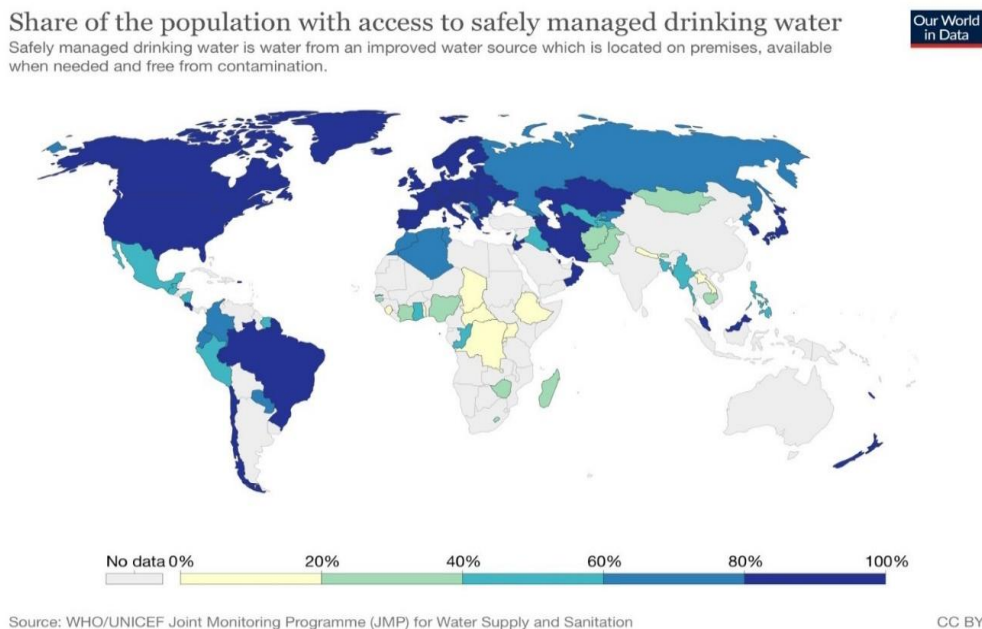 Share of the population with access to safely managed drinking water
Our World
in Data
Safely managed drinking water is water from an improved water source which is located on premises, available
when needed and free from contamination.
No data 0% 20% 40% 60% 80% 100%
Source: WHO/UNICEF Joint Monitoring Programme (JMP) for Water Supply and Sanitation CC BY